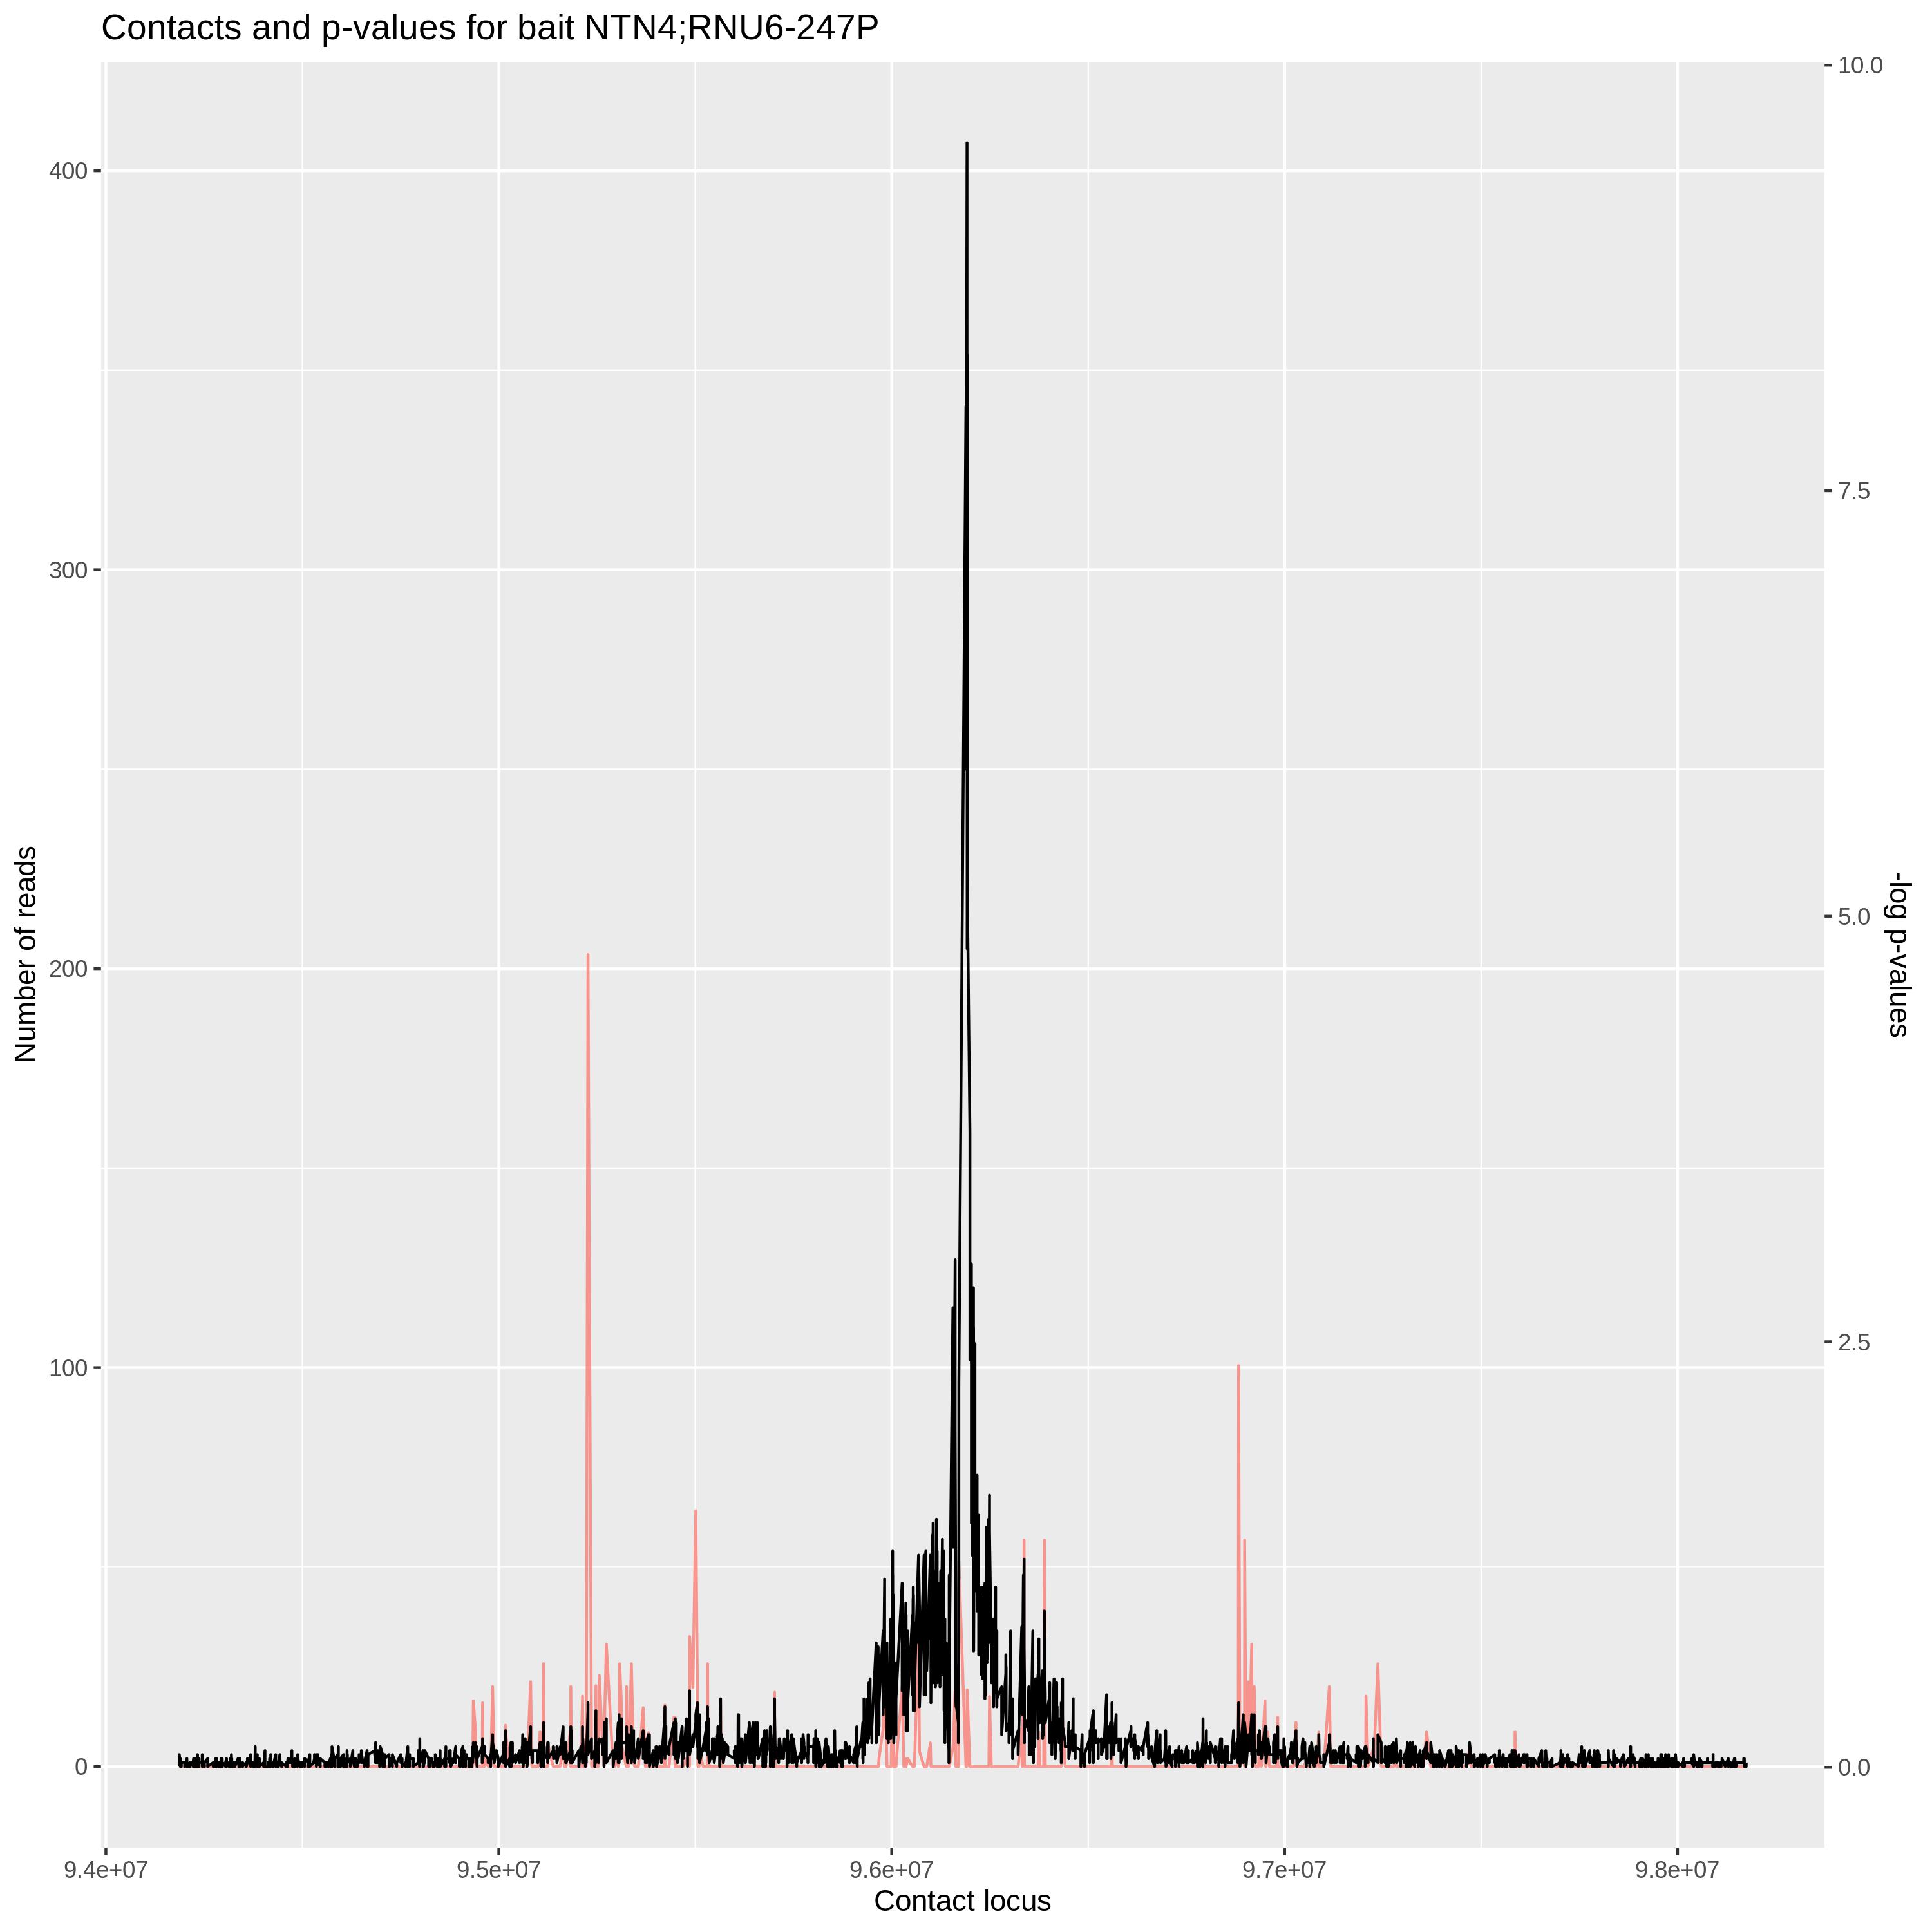 Contacts and p-values for bait NTN4;RNU6-247P
10.0
400
7.5
300
Number of reads
-log p-values
5.0
200
2.5
100
0
0.0
9.4e+07
9.5e+07
9.6e+07
9.7e+07
9.8e+07
Contact locus